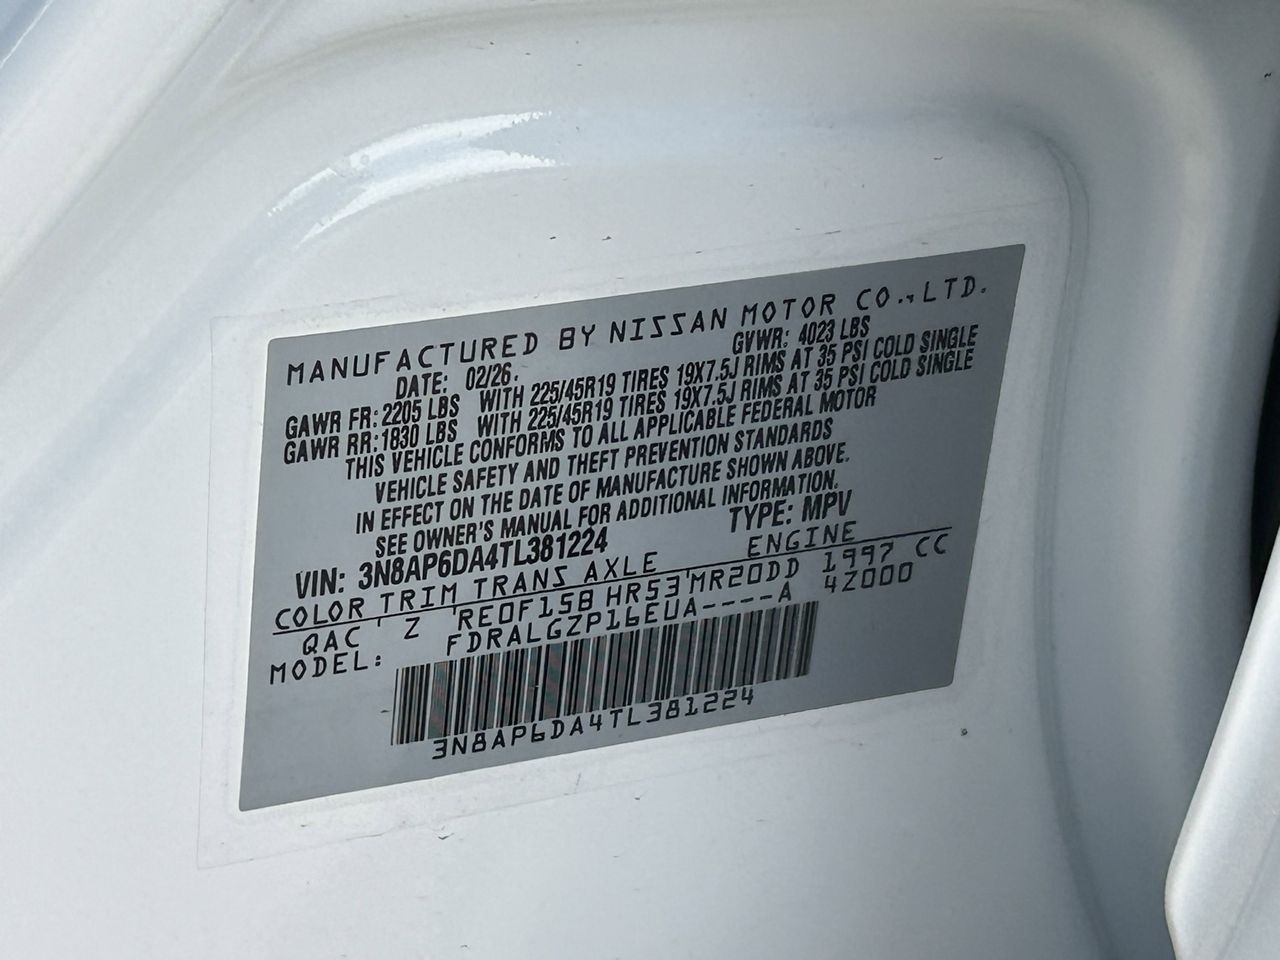 MANUFACTURED BY NISSAN MOTOR CO.,LTD.
DATE: 02/26. GVWR: 4023 LBS
GAWR FR: 2205 LBS WITH 225/45R19 TIRES 19X7.5J RIMS AT 35 PSI COLD SINGLE
GAWR RR: 1830 LBS WITH 225/45R19 TIRES 19X7.5J RIMS AT 35 PSI COLD SINGLE
THIS VEHICLE CONFORMS TO ALL APPLICABLE FEDERAL MOTOR
VEHICLE SAFETY AND THEFT PREVENTION STANDARDS
IN EFFECT ON THE DATE OF MANUFACTURE SHOWN ABOVE.
SEE OWNER'S MANUAL FOR ADDITIONAL INFORMATION.
VIN: 3N8AP6DA4TL381224 TYPE: MPV
COLOR TRIM TRANS AXLE ENGINE
QAC Z RE0F15B HR53 MR20DD 1997 CC
MODEL: FDRALGZP16EUA----A 4Z000
3N8AP6DA4TL381224